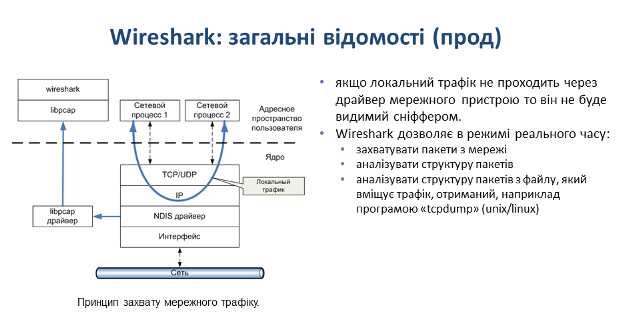 Wireshark: загальні відомості (прод)
wireshark
libpcap
Сетевой
процесс 1
Сетевой
процесс 2
Адресное
пространство
пользователя
Ядро
TCP/UDP
Локальный
трафик
IP
libpcap
драйвер
NDIS драйвер
Интерфейс
Сеть
Принцип захвату мережного трафіку.
• якщо локальний трафік не проходить через
драйвер мережного пристрою то він не буде
видимий сніффером.
• Wireshark дозволяє в режимі реального часу:
• захватувати пакети з мережі
• аналізувати структуру пакетів
• аналізувати структуру пакетів з файлу, який
вміщує трафік, отриманий, наприклад
програмою «tcpdump» (unix/linux)